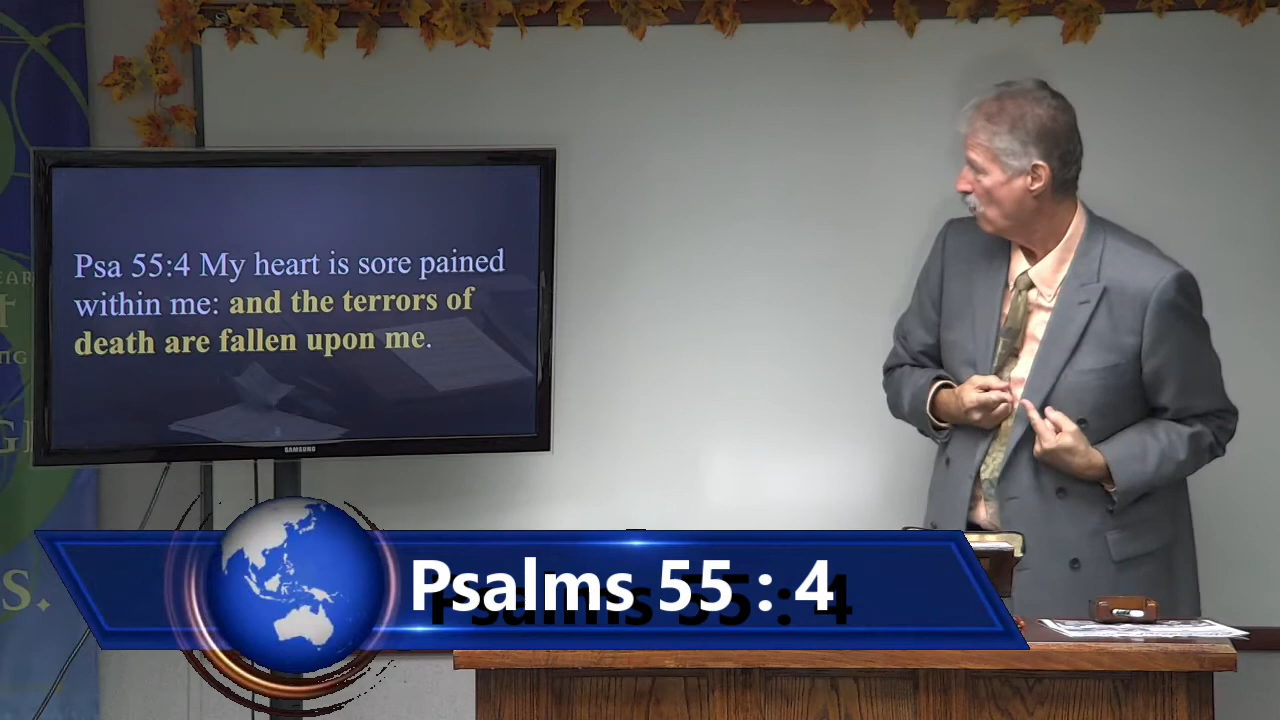 Psa 55:4 My heart is sore pained
within me: and the terrors of
death are fallen upon me.
SAMSUNG
Psalms 55 : 4